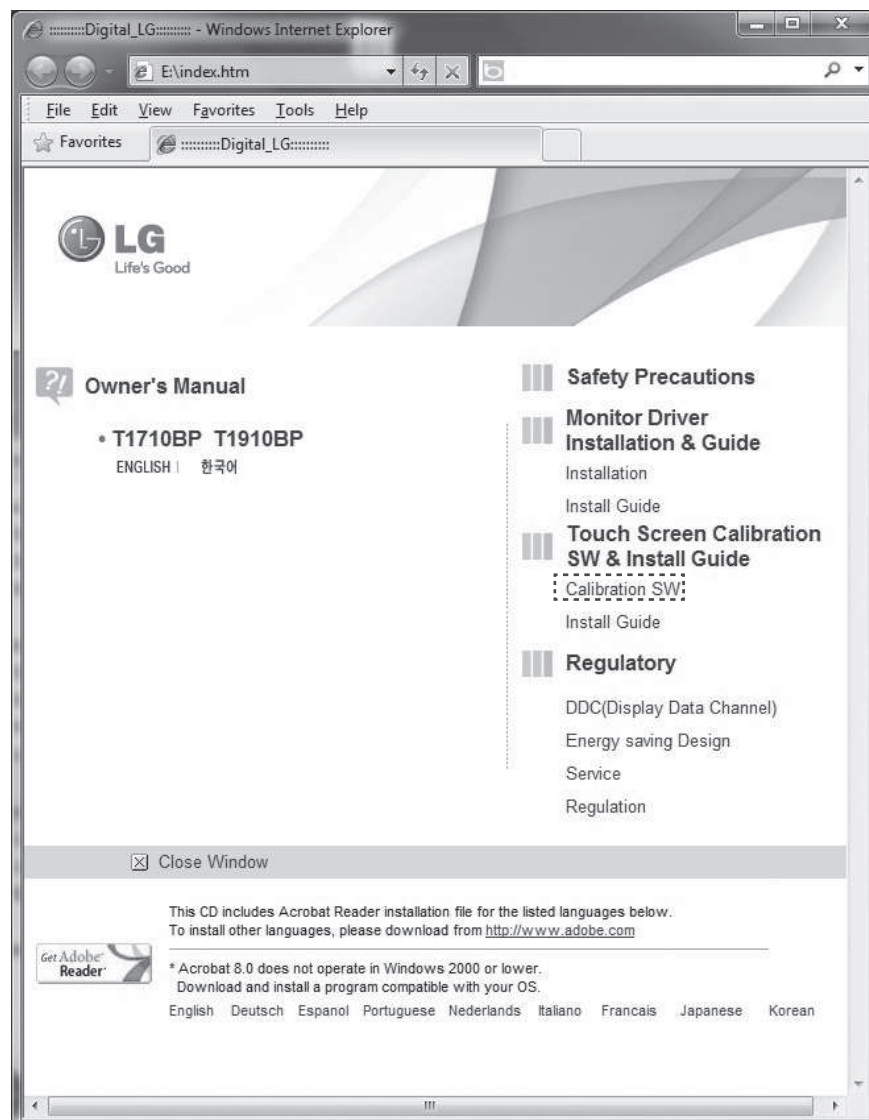 ::::::::::Digital_LG:::::::::: - Windows Internet Explorer
E:\index.htm
File Edit View Favorites Tools Help
Favorites
::::::::::Digital_LG::::::::::
LG
Life's Good
?! Owner's Manual
• T1710BP T1910BP
ENGLISH | 한국어
Safety Precautions
Monitor Driver
Installation & Guide
Installation
Install Guide
Touch Screen Calibration
SW & Install Guide
Calibration SW
Install Guide
Regulatory
DDC(Display Data Channel)
Energy saving Design
Service
Regulation
Close Window
This CD includes Acrobat Reader installation file for the listed languages below.
To install other languages, please download from http://www.adobe.com
Get Adobe
Reader
* Acrobat 8.0 does not operate in Windows 2000 or lower.
Download and install a program compatible with your OS.
English Deutsch Espanol Portuguese Nederlands Italiano Francais Japanese Korean